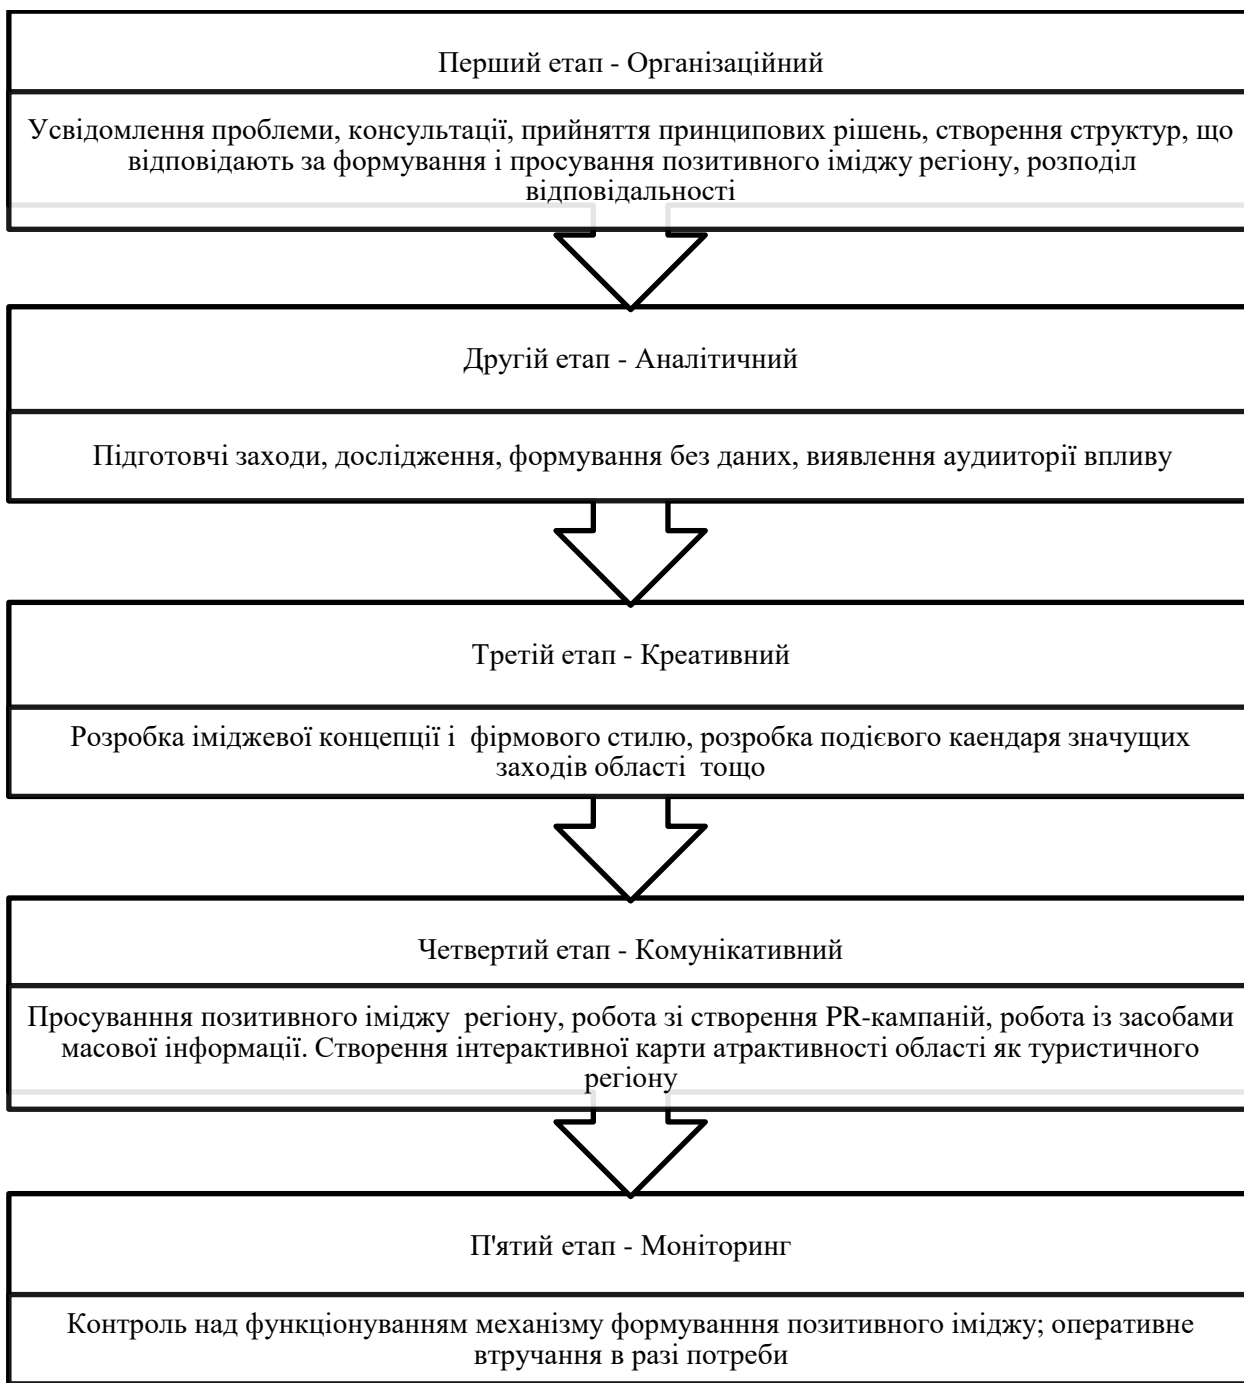 Перший етап - Організаційний
Усвідомлення проблеми, консультації, прийняття принципових рішень, створення структур, що
відповідають за формування і просування позитивного іміджу регіону, розподіл
відповідальності
Другій етап - Аналітичний
Підготовчі заходи, дослідження, формування без даних, виявлення аудииторії впливу
Третій етап - Креативний
Розробка іміджевої концепції і  фірмового стилю, розробка подієвого каендаря значущих
заходів області  тощо
Четвертий етап - Комунікативний
Просуванння позитивного іміджу  регіону, робота зі створення PR-кампаній, робота із засобами
масової інформації. Створення інтерактивної карти атрактивності області як туристичного
регіону
П'ятий етап - Моніторинг
Контроль над функціонуванням механізму формуванння позитивного іміджу; оперативне
втручання в разі потреби